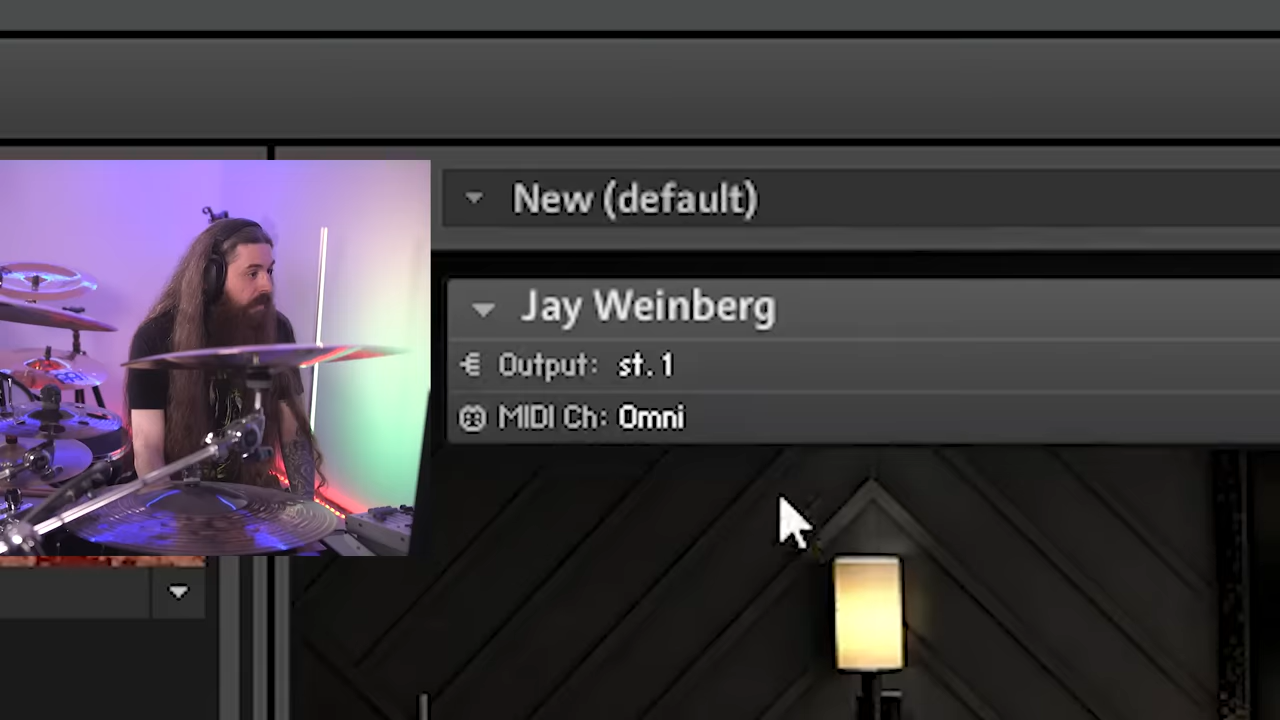 New (default)
Jay Weinberg
Output: st. 1
MIDI Ch: Omni